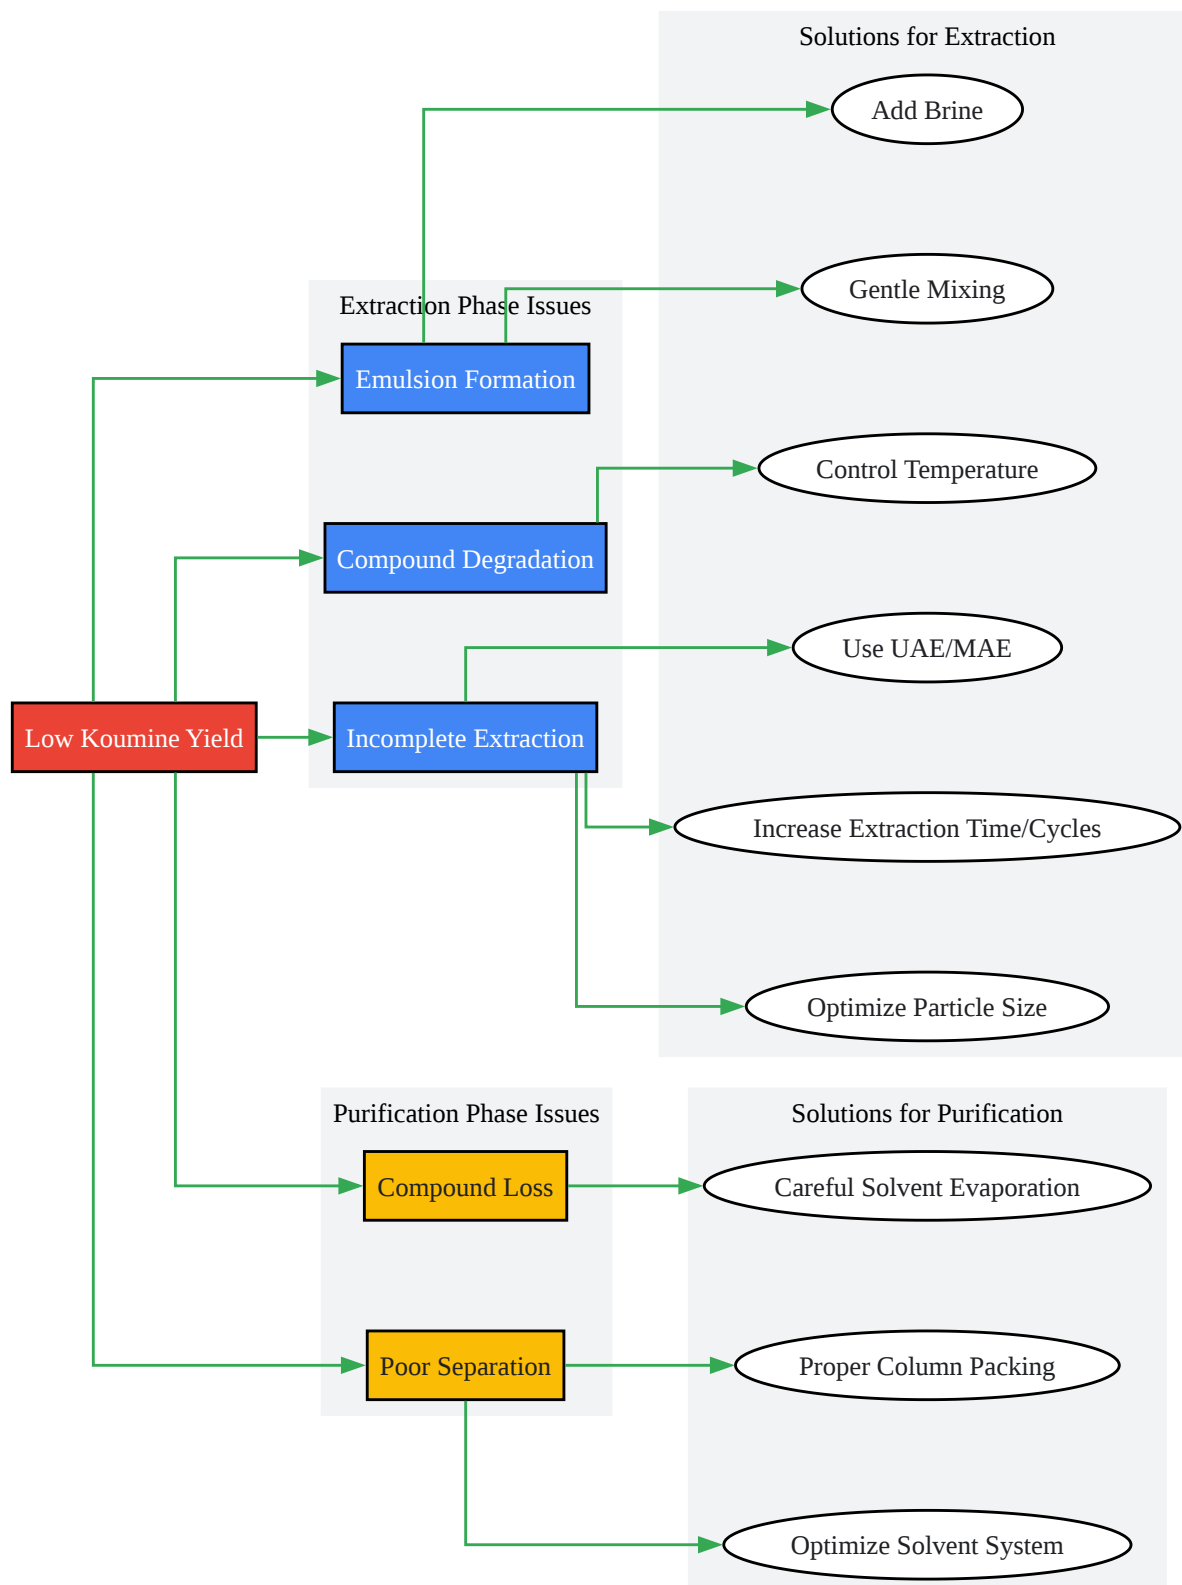 Solutions for Extraction
Add Brine
Gentle Mixing
Extraction Phase Issues
Emulsion Formation
Control Temperature
Compound Degradation
Use UAE/MAE
Low Koumine Yield
Incomplete Extraction
Increase Extraction Time/Cycles
Optimize Particle Size
Purification Phase Issues
Solutions for Purification
Compound Loss
Careful Solvent Evaporation
Poor Separation
Proper Column Packing
Optimize Solvent System